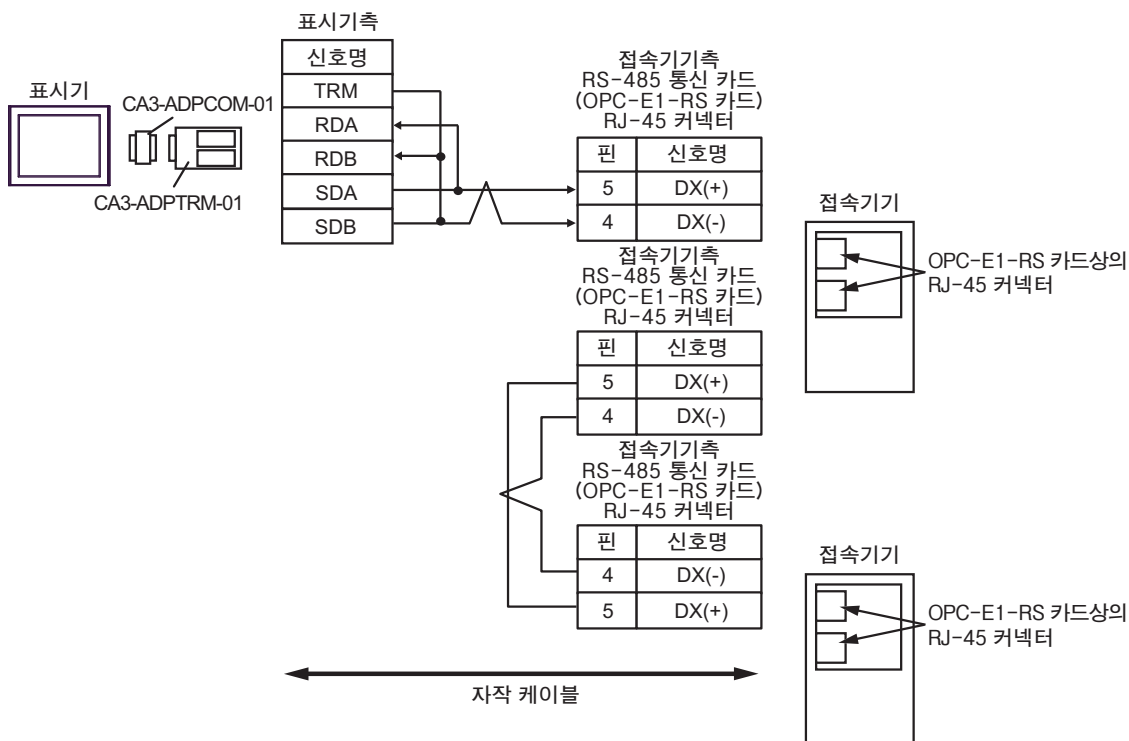 표시기
CA3-ADPCOM-01
CA3-ADPTRM-01
표시기측
신호명
TRM
RDA
RDB
SDA
SDB
접속기기측
RS-485 통신 카드
(OPC-E1-RS 카드)
RJ-45 커넥터
핀 신호명
5 DX(+)
4 DX(-)
접속기기측
RS-485 통신 카드
(OPC-E1-RS 카드)
RJ-45 커넥터
핀 신호명
5 DX(+)
4 DX(-)
접속기기측
RS-485 통신 카드
(OPC-E1-RS 카드)
RJ-45 커넥터
핀 신호명
4 DX(-)
5 DX(+)
접속기기
OPC-E1-RS 카드상의
RJ-45 커넥터
접속기기
OPC-E1-RS 카드상의
RJ-45 커넥터
자작 케이블